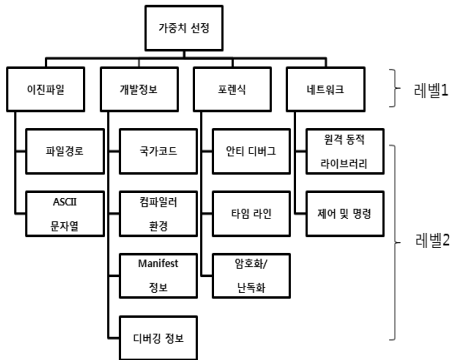 가중치 선정
이진파일
개발정보
포렌식
네트워크
레벨1
파일경로
국가코드
안티 디버그
원격 동적
라이브러리
ASCII
문자열
컴파일러
환경
타임 라인
제어 및 명령
레벨2
Manifest
정보
암호화/
난독화
디버깅 정보